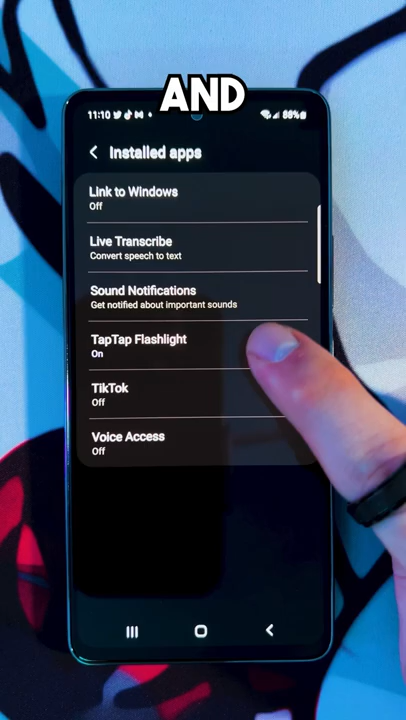 AND
11:10
86%
Installed apps
Link to Windows
Off
Live Transcribe
Convert speech to text
Sound Notifications
Get notified about important sounds
TapTap Flashlight
On
TikTok
Off
Voice Access
Off